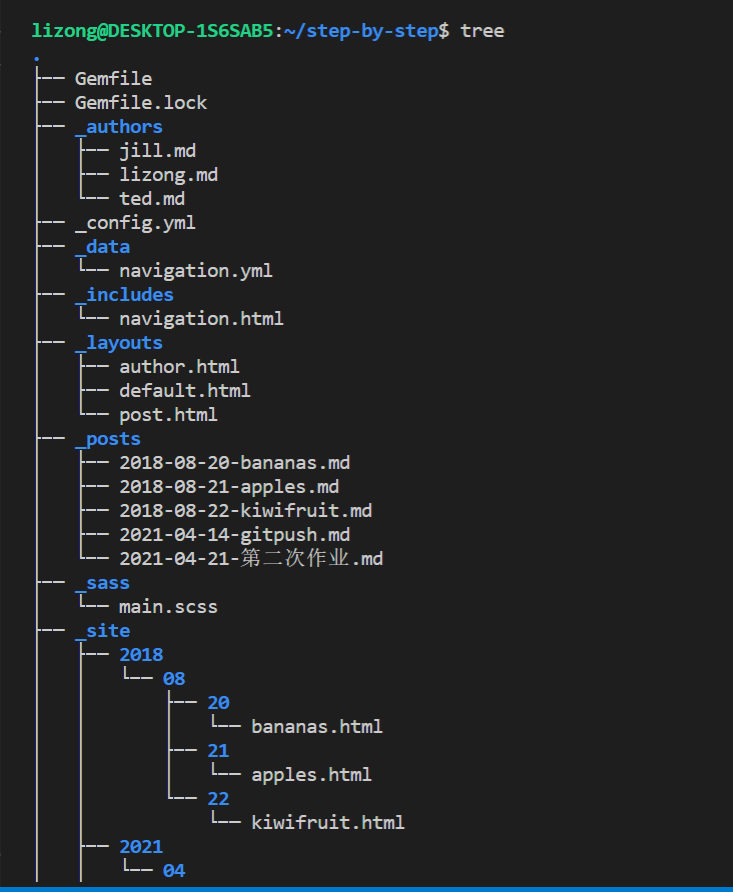 lizong@DESKTOP-1S6SAB5:~/step-by-step$ tree
.
├── Gemfile
├── Gemfile.lock
├── _authors
│   ├── jill.md
│   ├── lizong.md
│   └── ted.md
├── _config.yml
├── _data
│   └── navigation.yml
├── _includes
│   └── navigation.html
├── _layouts
│   ├── author.html
│   ├── default.html
│   └── post.html
├── _posts
│   ├── 2018-08-20-bananas.md
│   ├── 2018-08-21-apples.md
│   ├── 2018-08-22-kiwifruit.md
│   ├── 2021-04-14-gitpush.md
│   └── 2021-04-21-第二次作业.md
├── _sass
│   └── main.scss
├── _site
│   ├── 2018
│   │   └── 08
│   │       ├── 20
│   │       │   └── bananas.html
│   │       ├── 21
│   │       │   └── apples.html
│   │       └── 22
│   │           └── kiwifruit.html
│   ├── 2021
│   │   └── 04